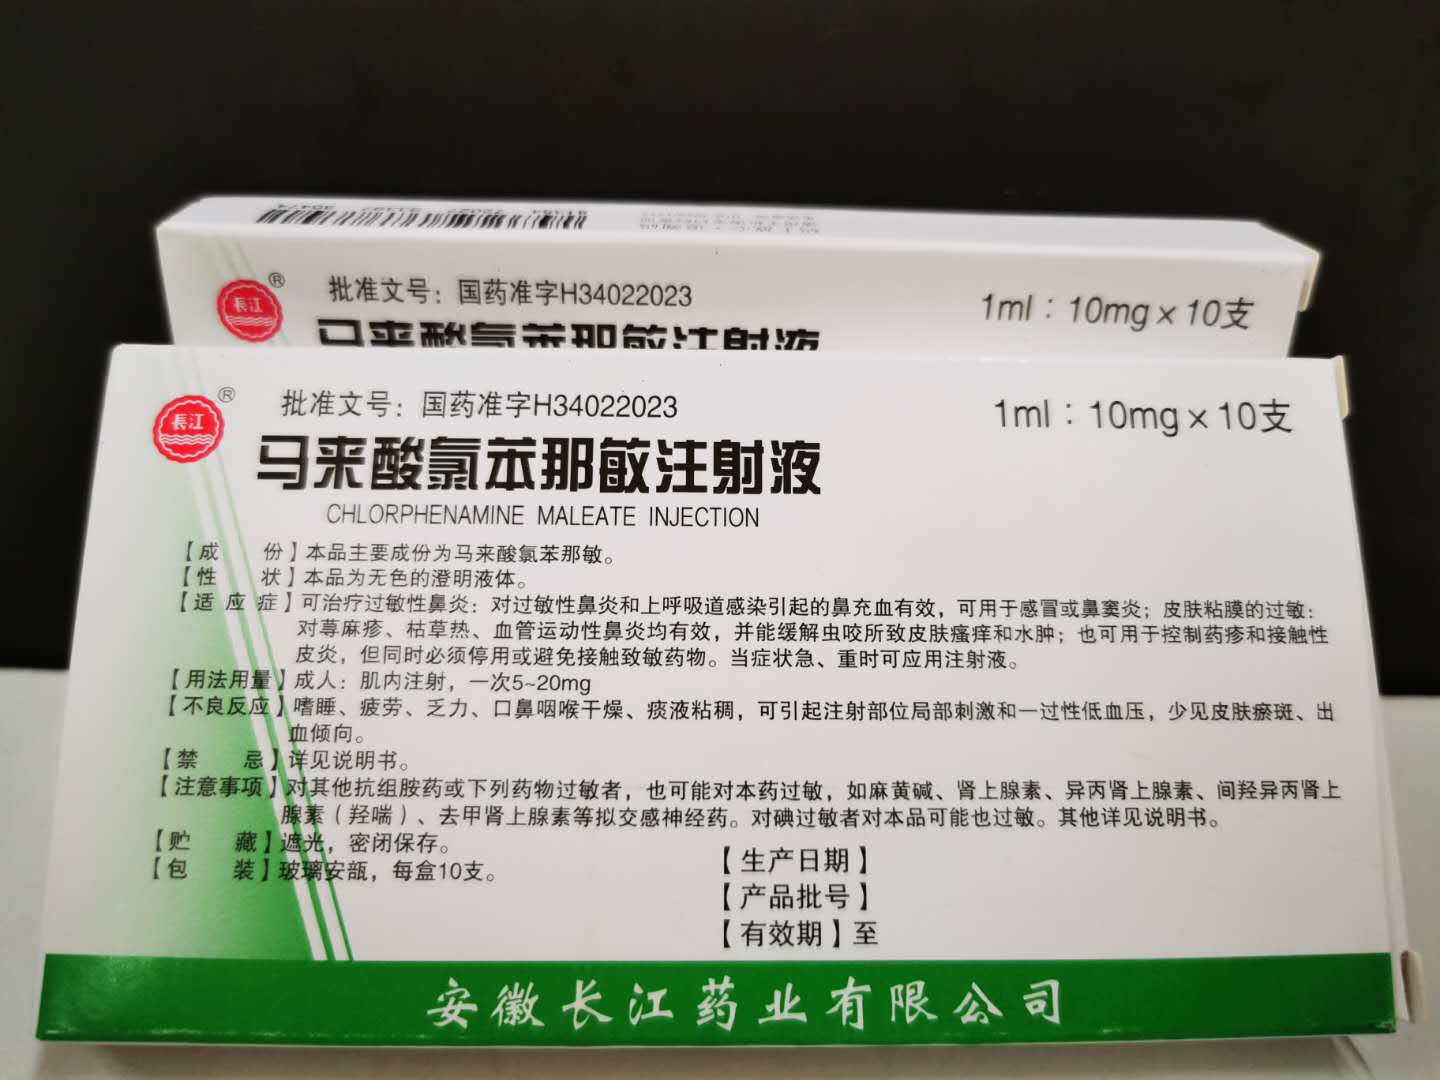 批准文号：国药准字H34022023
1ml：10mg×10支
马来酸氯苯那敏注射液
長江®
批准文号：国药准字H34022023
1ml：10mg×10支
马来酸氯苯那敏注射液
CHLORPHENAMINE MALEATE INJECTION
【成 份】本品主要成份为马来酸氯苯那敏。
【性 状】本品为无色的澄明液体。
【适 应 症】可治疗过敏性鼻炎：对过敏性鼻炎和上呼吸道感染引起的鼻充血有效，可用于感冒或鼻窦炎；皮肤粘膜的过敏：
对荨麻疹、枯草热、血管运动性鼻炎均有效，并能缓解虫咬所致皮肤瘙痒和水肿；也可用于控制药疹和接触性
皮炎，但同时必须停用或避免接触致敏药物。当症状急、重时可应用注射液。
【用法用量】成人：肌内注射，一次5~20mg
【不良反应】嗜睡、疲劳、乏力、口鼻咽喉干燥、痰液粘稠，可引起注射部位局部刺激和一过性低血压，少见皮肤瘀斑、出
血倾向。
【禁 忌】详见说明书。
【注意事项】对其他抗组胺药或下列药物过敏者，也可能对本药过敏，如麻黄碱、肾上腺素、异丙肾上腺素、间羟异丙肾上
腺素（羟喘）、去甲肾上腺素等拟交感神经药。对碘过敏者对本品可能也过敏。其他详见说明书。
【贮 藏】遮光，密闭保存。
【包 装】玻璃安瓿，每盒10支。
【生产日期】
【产品批号】
【有效期】至
安徽长江药业有限公司
長江®